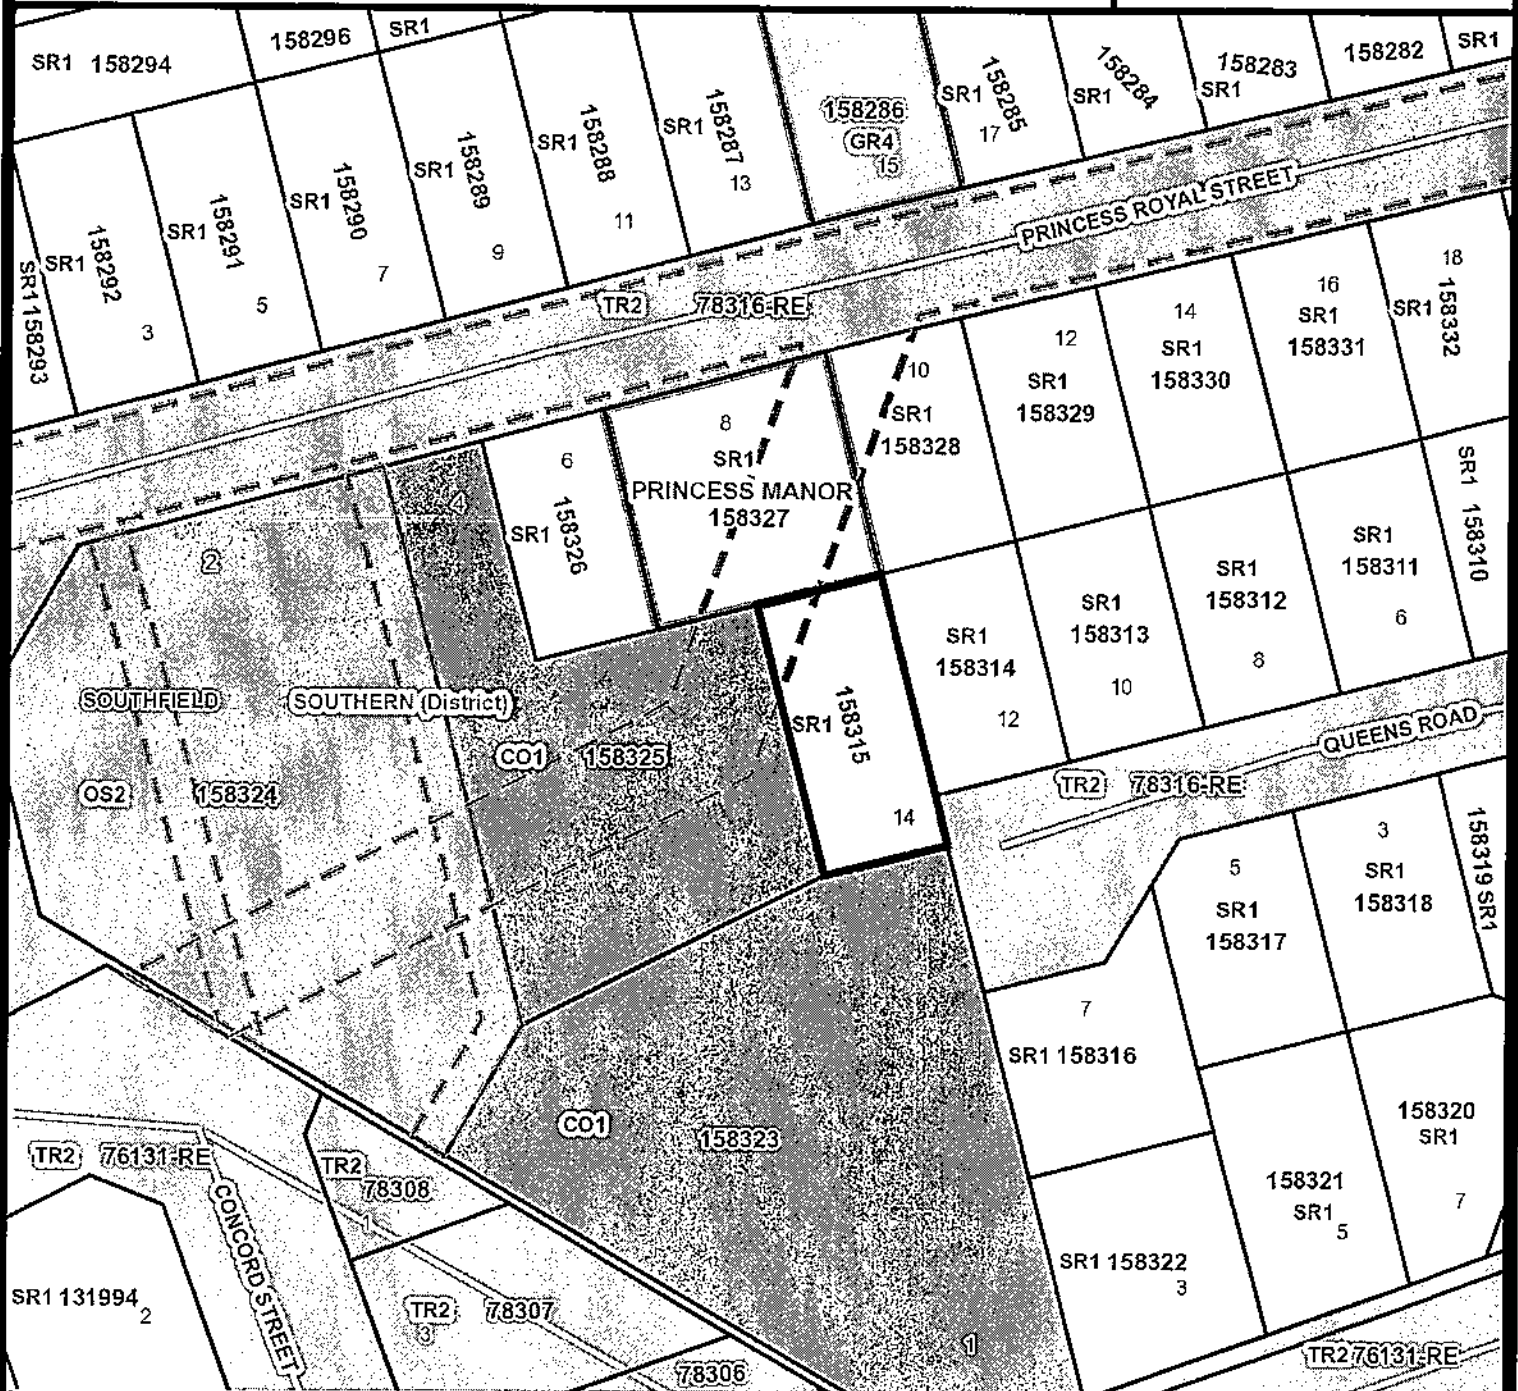 158296
SR1
SR1 158294
158282
SR1
158283
SR1
158284
SR1
158285
SR1
17
158286
GR4
15
158287
SR1
13
158288
SR1
11
158289
SR1
9
158290
SR1
7
158291
SR1
5
158292
SR1
3
SR1 158293
PRINCESS ROYAL STREET
TR2 78316-RE
18
SR1 158332
16
SR1
158331
14
SR1
158330
12
SR1
158329
10
SR1
158328
8
SR1
PRINCESS MANOR
158327
6
SR1 158326
4
2
SR1 158310
SR1
158311
6
SR1
158312
8
SR1
158313
10
SR1
158314
12
SOUTHFIELD
SOUTHERN (District)
SR1 158315
14
CO1 158325
OS2 158324
QUEENS ROAD
TR2 78316-RE
3
SR1
158318
158319 SR1
5
SR1
158317
7
SR1 158316
CO1
158323
158320
SR1
7
TR2 76131-RE
TR2
78308
1
CONCORD STREET
158321
SR1
5
SR1 158322
3
SR1 131994
2
TR2 78307
3
1
78306
TR2 76131-RE